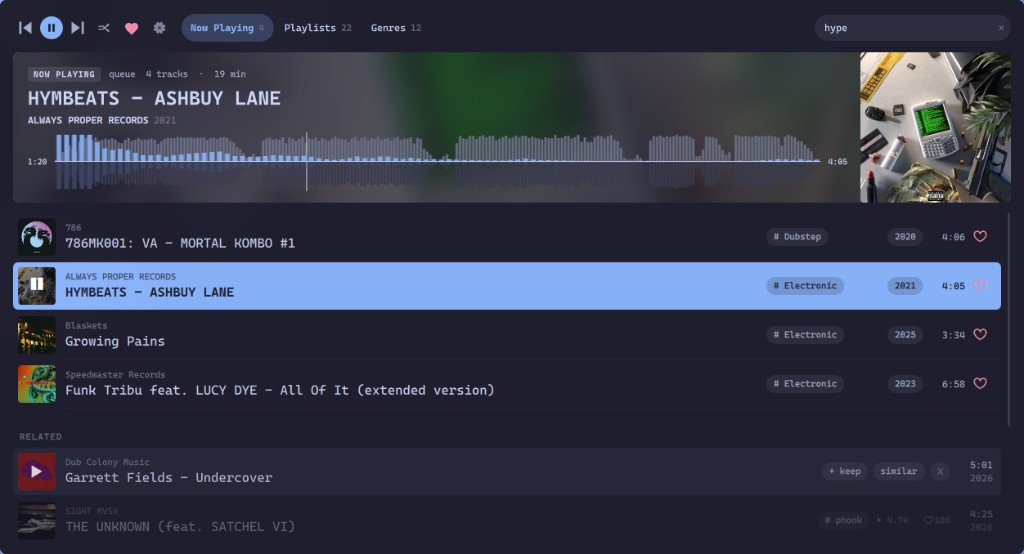 Now Playing 4 Playlists 22 Genres 12 hype ×
NOW PLAYING queue 4 tracks · 19 min
HYMBEATS – ASHBUY LANE
ALWAYS PROPER RECORDS 2021
1:20 4:05
786
786MK001: VA – MORTAL KOMBO #1 # Dubstep 2020 4:06
ALWAYS PROPER RECORDS
HYMBEATS – ASHBUY LANE # Electronic 2021 4:05
Blaskets
Growing Pains # Electronic 2025 3:34
Speedmaster Records
Funk Tribu feat. LUCY DYE – All Of It (extended version) # Electronic 2023 6:58
RELATED
Dub Colony Music
Garrett Fields – Undercover + keep similar X 5:01
2026
SIGHT MVSW
THE UNKNOWN (feat. SATCHEL VI) # phonk 4.7k 186 4:25
2026